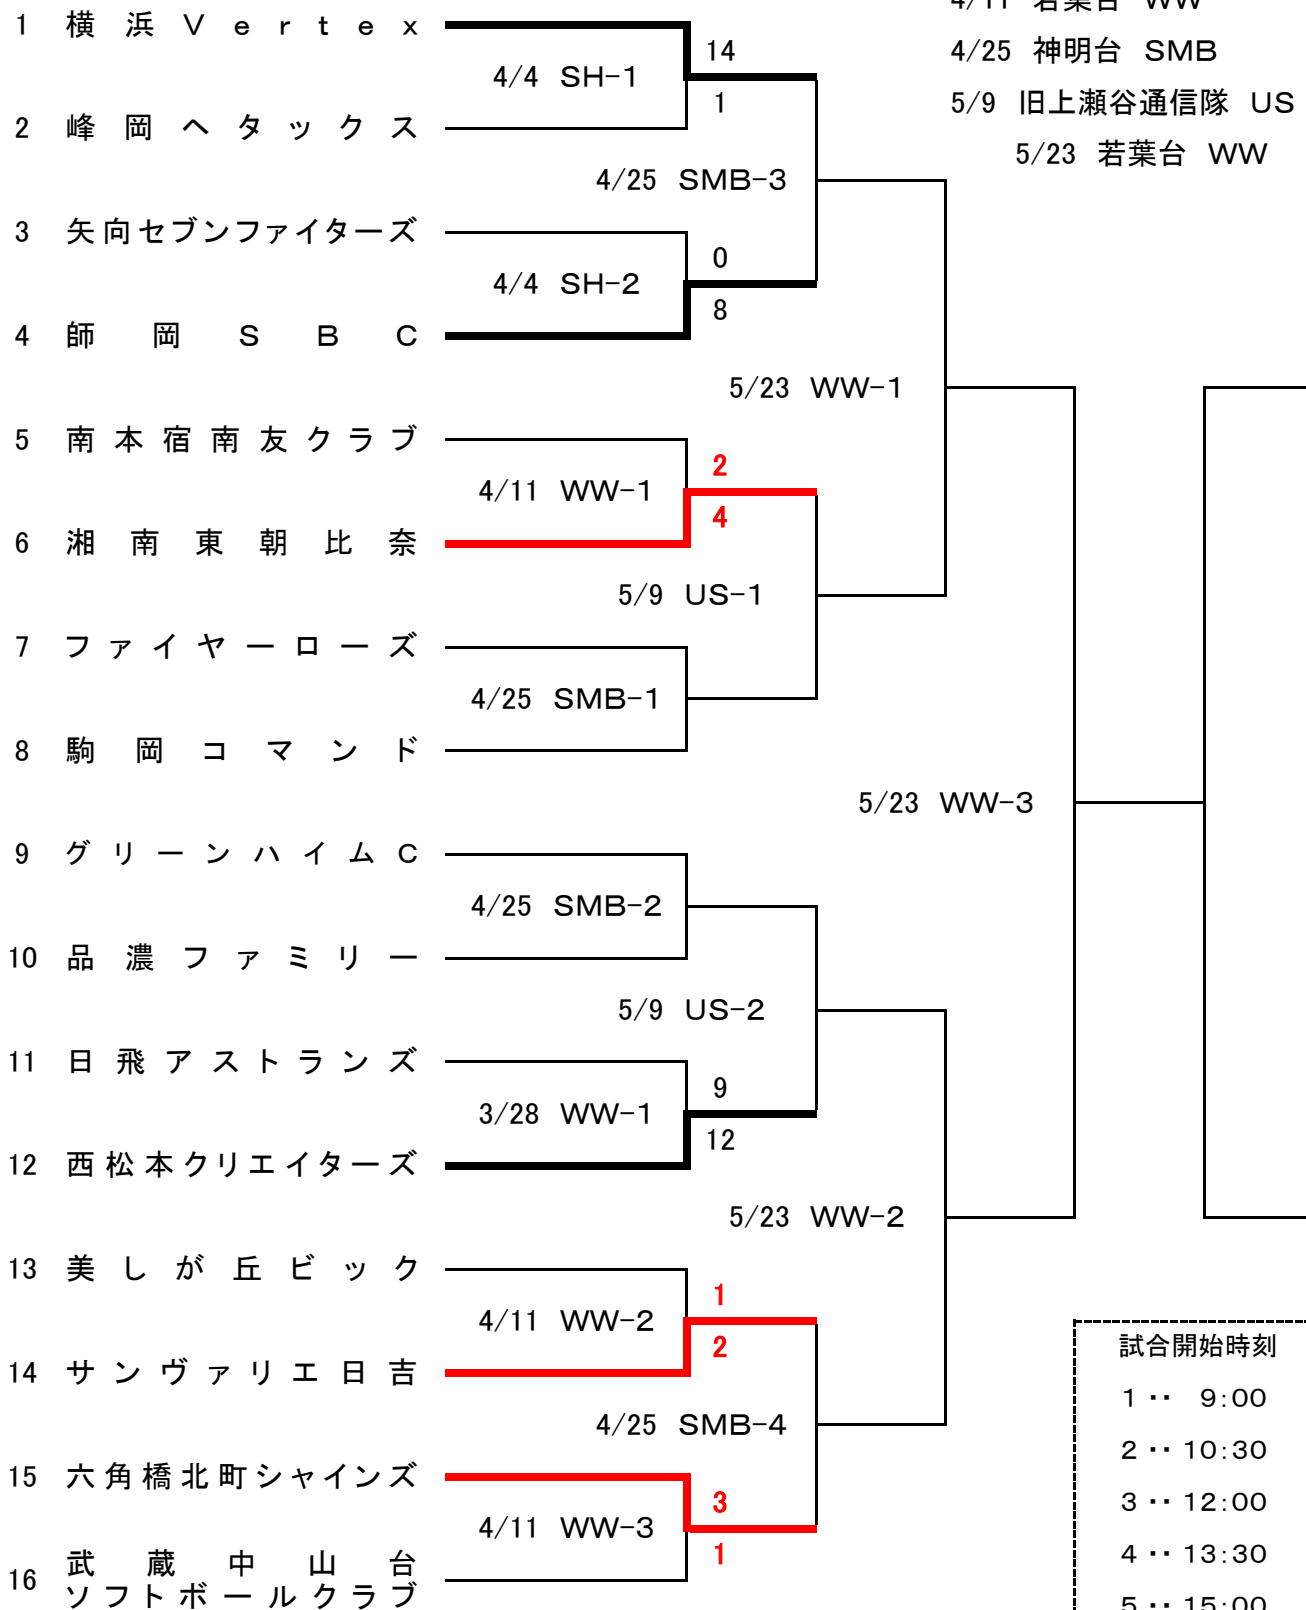 4/11 若葉台 WW
4/25 神明台 SMB
5/9 旧上瀬谷通信隊 US
5/23 若葉台 WW
1 横浜Vertex
14
4/4 SH-1
1
2 峰岡ヘタックス
4/25 SMB-3
3 矢向セブンファイターズ
0
4/4 SH-2
8
4 師岡SBC
5/23 WW-1
5 南本宿南友クラブ
2
4/11 WW-1
4
6 湘南東朝比奈
5/9 US-1
7 ファイヤーローズ
4/25 SMB-1
8 駒岡コマンド
5/23 WW-3
9 グリーンハイムC
4/25 SMB-2
10 品濃ファミリー
5/9 US-2
11 日飛アストランズ
9
3/28 WW-1
12
12 西松本クリエイターズ
5/23 WW-2
13 美しが丘ビック
1
4/11 WW-2
2
14 サンヴァリエ日吉
4/25 SMB-4
15 六角橋北町シャインズ
3
4/11 WW-3
1
16 武蔵中山台
ソフトボールクラブ
試合開始時刻
1 ‥ 9:00
2 ‥ 10:30
3 ‥ 12:00
4 ‥ 13:30
5 ‥ 15:00